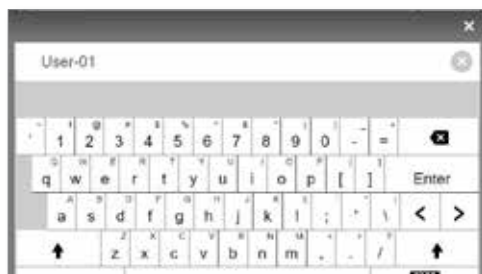 ×
User-01
` 1 2 3 4 5 6 7 8 9 0 - =
q w e r t y u i o p [ ] Enter
a s d f g h j k l ; ' \ < >
z x c v b n m , . /